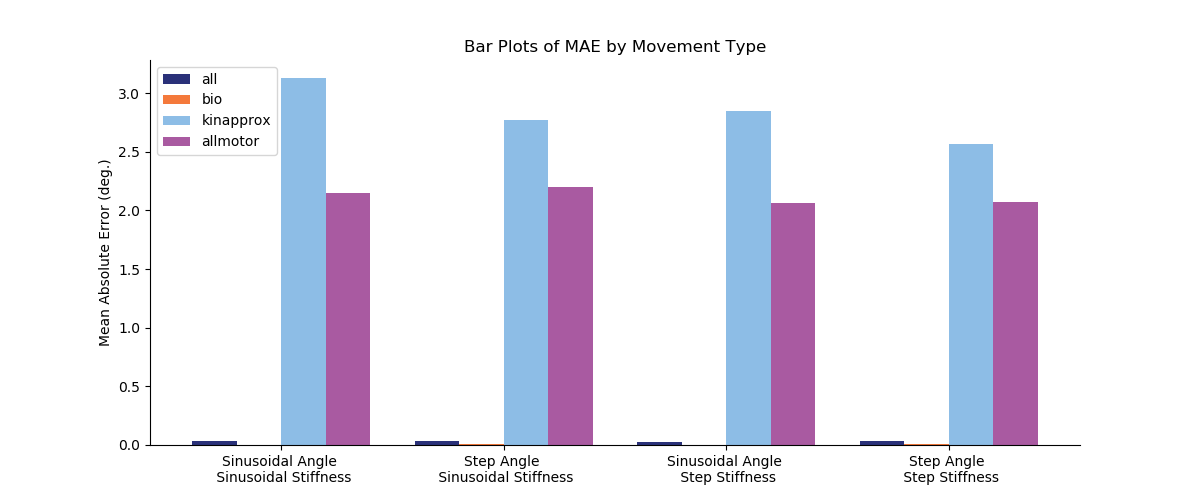 Bar Plots of MAE by Movement Type
all
bio
kinapprox
allmotor
Mean Absolute Error (deg.)
3.0
2.5
2.0
1.5
1.0
0.5
0.0
Sinusoidal Angle
Sinusoidal Stiffness
Step Angle
Sinusoidal Stiffness
Sinusoidal Angle
Step Stiffness
Step Angle
Step Stiffness